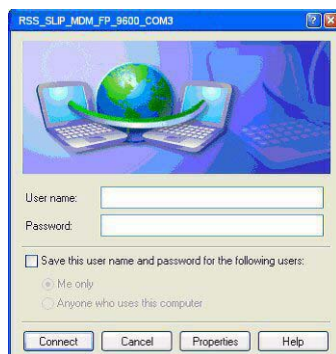 RSS_SLIP_MDM_FP_9600_COM3
User name:
Password:
Save this user name and password for the following users:
Me only
Anyone who uses this computer
Connect Cancel Properties Help